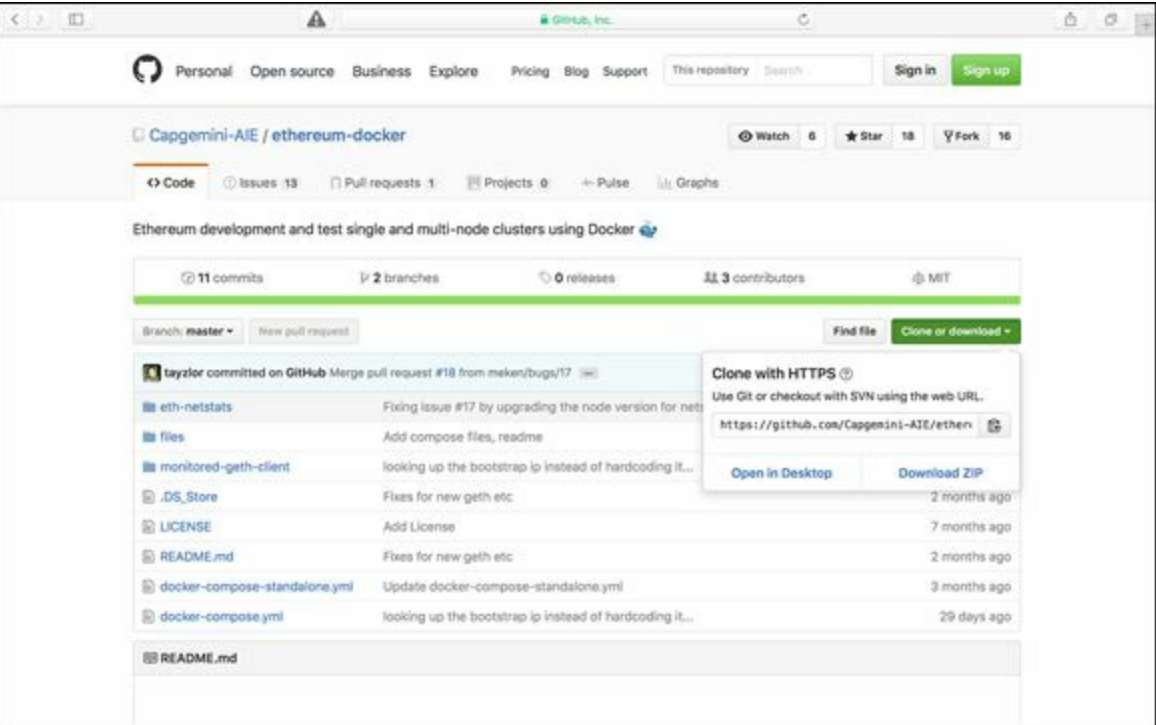 GitHub, Inc.
Personal Open source Business Explore Pricing Blog Support This repository Search Sign in Sign up
Capgemini-AIE / ethereum-docker Watch 6 Star 18 Fork 16
Code Issues 13 Pull requests 1 Projects 0 Pulse Graphs
Ethereum development and test single and multi-node clusters using Docker
11 commits 2 branches 0 releases 3 contributors MIT
Branch: master New pull request Find file Clone or download
tayzlor committed on GitHub Merge pull request #18 from meken/bugs/17 ...
Clone with HTTPS
Use Git or checkout with SVN using the web URL.
https://github.com/Capgemini-AIE/ether
Open in Desktop Download ZIP
eth-netstats Fixing issue #17 by upgrading the node version for nets
files Add compose files, readme
monitored-geth-client looking up the bootstrap ip instead of hardcoding it...
.DS_Store Fixes for new geth etc 2 months ago
LICENSE Add License 7 months ago
README.md Fixes for new geth etc 2 months ago
docker-compose-standalone.yml Update docker-compose-standalone.yml 3 months ago
docker-compose.yml looking up the bootstrap ip instead of hardcoding it... 29 days ago
README.md